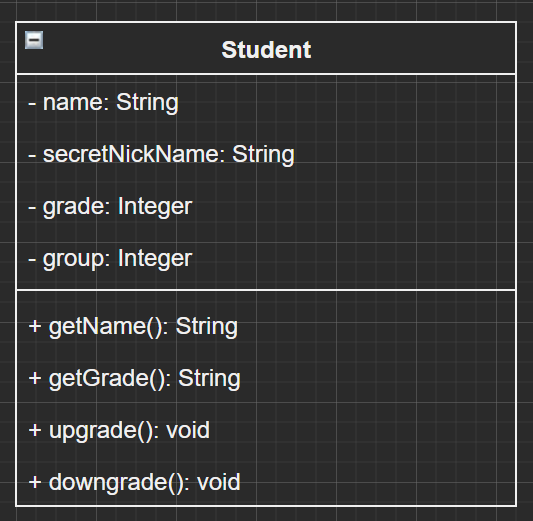 Student
- name: String
- secretNickName: String
- grade: Integer
- group: Integer
+ getName(): String
+ getGrade(): String
+ upgrade(): void
+ downgrade(): void